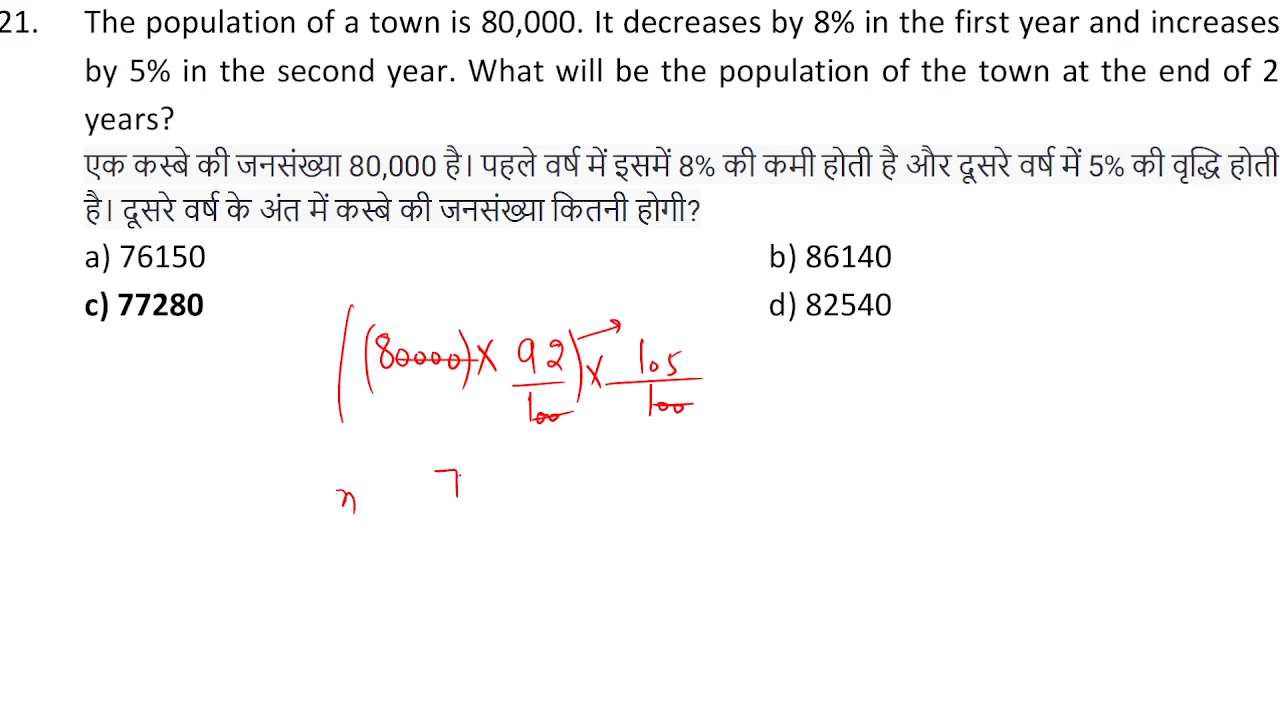 21. The population of a town is 80,000. It decreases by 8% in the first year and increases
by 5% in the second year. What will be the population of the town at the end of 2
years?
एक कस्बे की जनसंख्या 80,000 है। पहले वर्ष में इसमें 8% की कमी होती है और दूसरे वर्ष में 5% की वृद्धि होती
है। दूसरे वर्ष के अंत में कस्बे की जनसंख्या कितनी होगी?
a) 76150 b) 86140
c) 77280 d) 82540
((80000) × 92/100) × 105/100
7